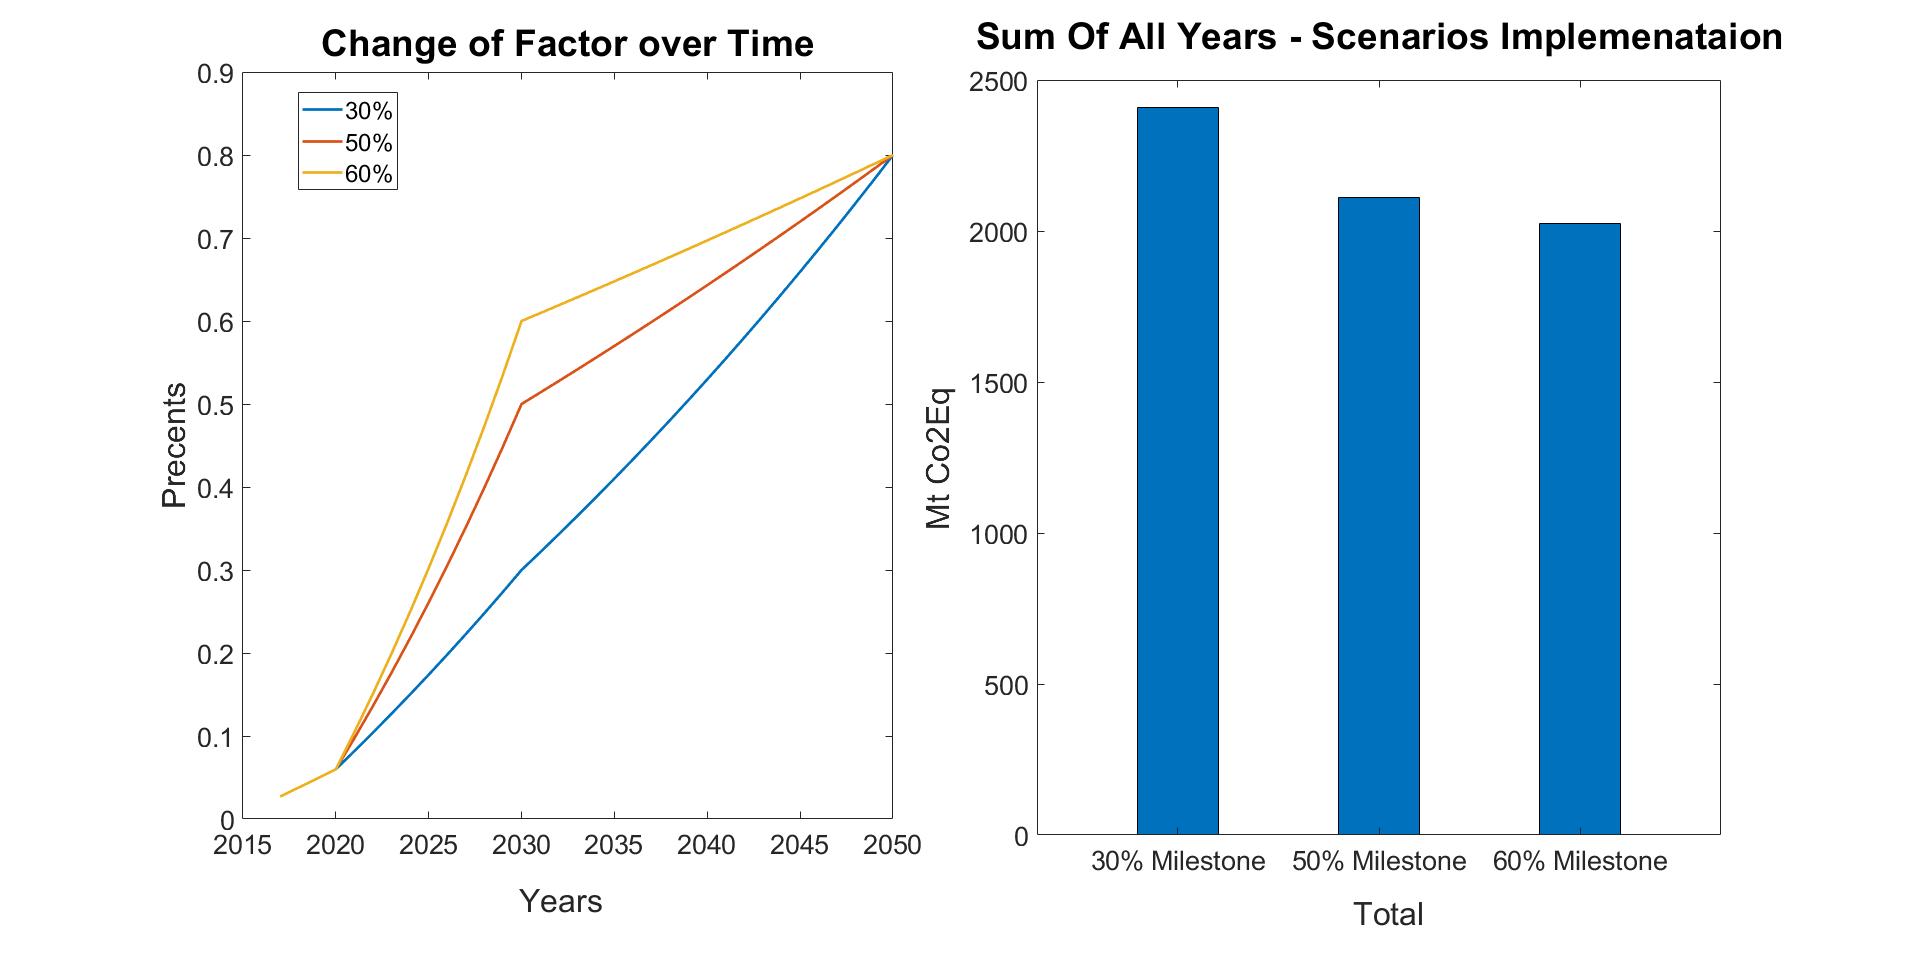 Change of Factor over Time
0.9
0.8
0.7
0.6
0.5
0.4
0.3
0.2
0.1
0
Precents
30%
50%
60%
2015 2020 2025 2030 2035 2040 2045 2050
Years
Sum Of All Years - Scenarios Implemenataion
2500
2000
1500
1000
500
0
Mt Co2Eq
30% Milestone 50% Milestone 60% Milestone
Total